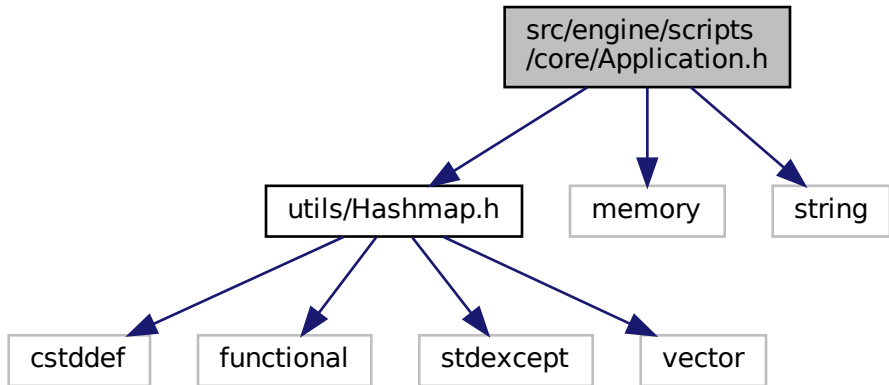 src/engine/scripts
/core/Application.h
utils/Hashmap.h
memory
string
cstddef
functional
stdexcept
vector